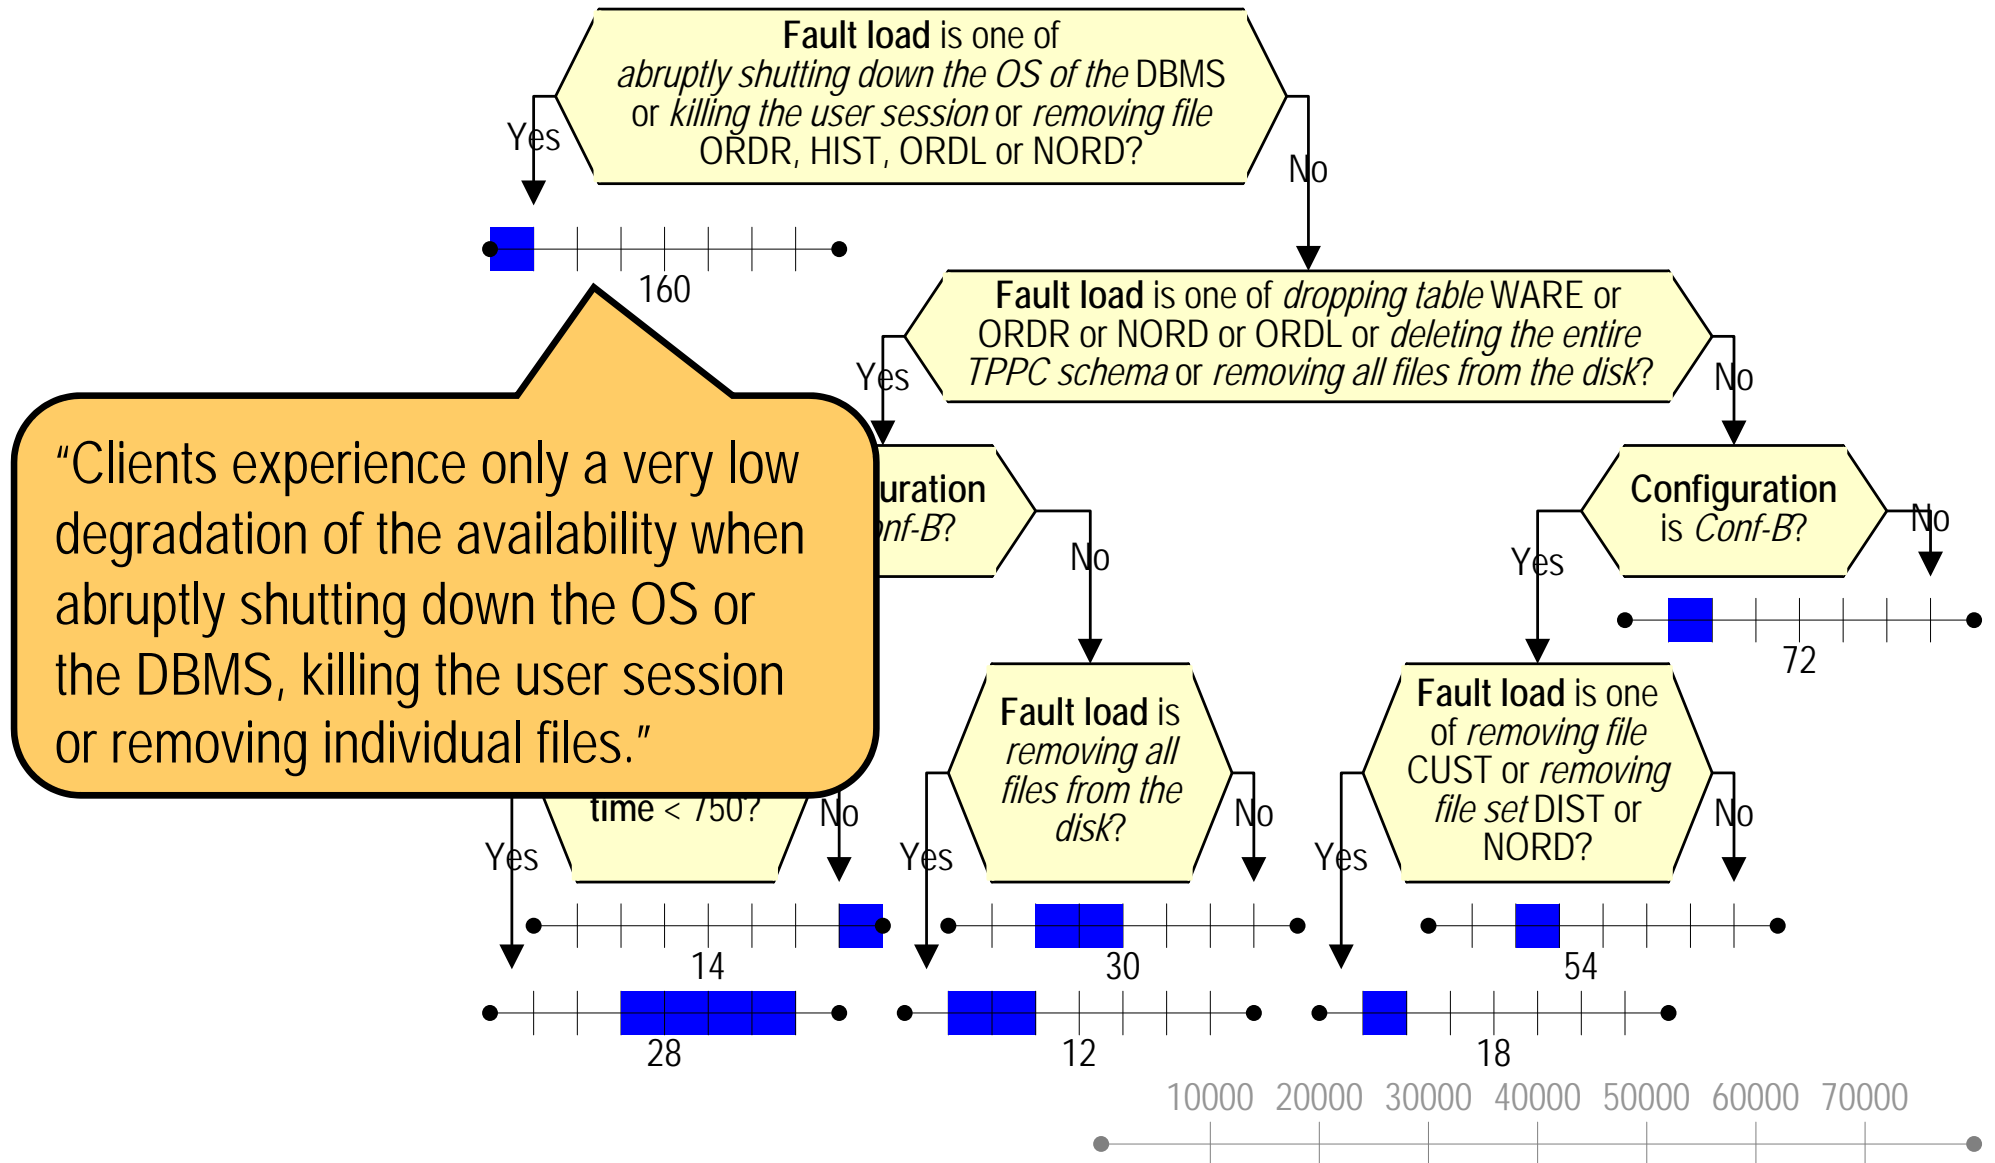 Fault load is one of
abruptly shutting down the OS of the DBMS
or killing the user session or removing file
ORDR, HIST, ORDL or NORD?
Yes
No
160
Fault load is one of dropping table WARE or
ORDR or NORD or ORDL or deleting the entire
TPPC schema or removing all files from the disk?
Yes
No
"Clients experience only a very low
degradation of the availability when
abruptly shutting down the OS or
the DBMS, killing the user session
or removing individual files."
uration
onf-B?
No
Configuration
is Conf-B?
Yes
No
72
time < 750?
Yes
No
Fault load is
removing all
files from the
disk?
Yes
No
Fault load is one
of removing file
CUST or removing
file set DIST or
NORD?
Yes
No
14
30
54
28
12
18
10000 20000 30000 40000 50000 60000 70000